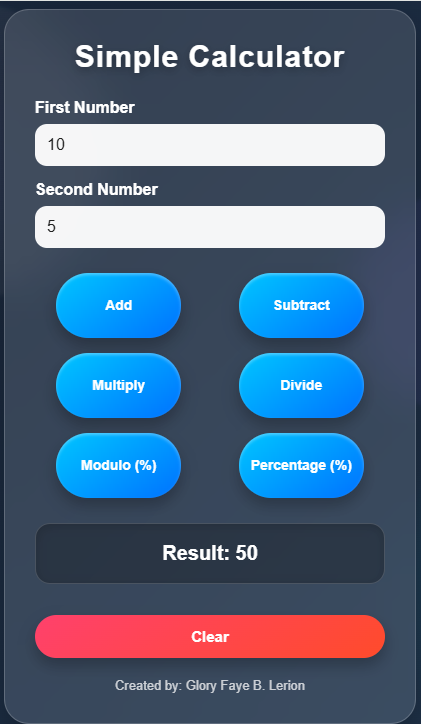 Simple Calculator
First Number
10
Second Number
5
Add Subtract
Multiply Divide
Modulo (%) Percentage (%)
Result: 50
Clear
Created by: Glory Faye B. Lerion